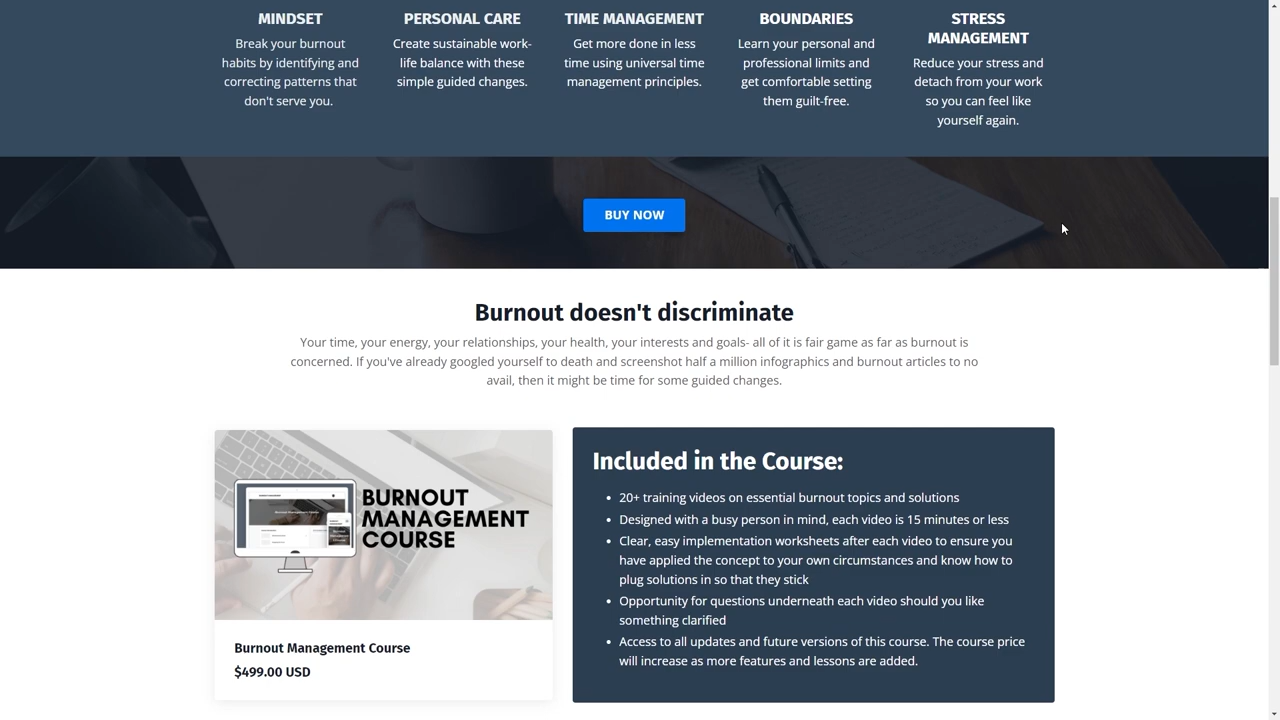 MINDSET
Break your burnout
habits by identifying and
correcting patterns that
don't serve you.
PERSONAL CARE
Create sustainable work-
life balance with these
simple guided changes.
TIME MANAGEMENT
Get more done in less
time using universal time
management principles.
BOUNDARIES
Learn your personal and
professional limits and
get comfortable setting
them guilt-free.
STRESS
MANAGEMENT
Reduce your stress and
detach from your work
so you can feel like
yourself again.
BUY NOW
Burnout doesn't discriminate
Your time, your energy, your relationships, your health, your interests and goals- all of it is fair game as far as burnout is
concerned. If you've already googled yourself to death and screenshot half a million infographics and burnout articles to no
avail, then it might be time for some guided changes.
BURNOUT
MANAGEMENT
COURSE
Burnout Management Course
$499.00 USD
Included in the Course:
• 20+ training videos on essential burnout topics and solutions
• Designed with a busy person in mind, each video is 15 minutes or less
• Clear, easy implementation worksheets after each video to ensure you
have applied the concept to your own circumstances and know how to
plug solutions in so that they stick
• Opportunity for questions underneath each video should you like
something clarified
• Access to all updates and future versions of this course. The course price
will increase as more features and lessons are added.